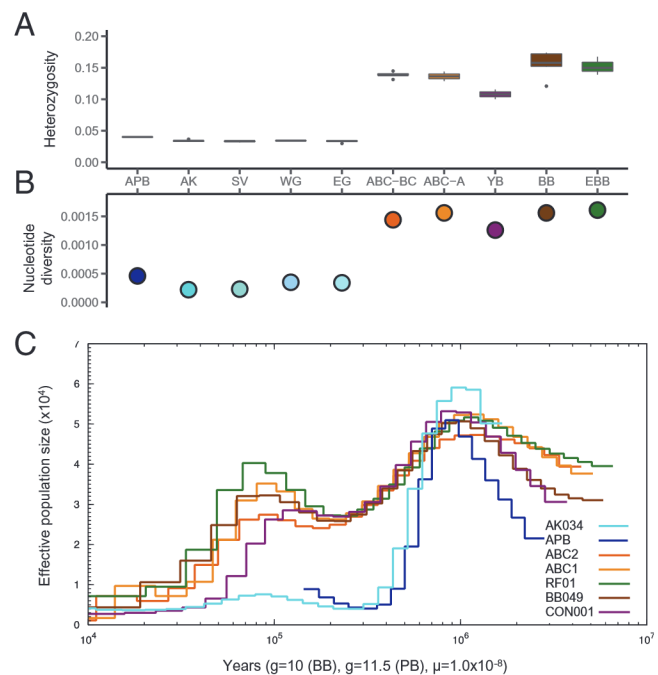 A
Heterozygosity
0.20
0.15
0.10
0.05
0.00
APB AK SV WG EG ABC−BC ABC−A YB BB EBB
B
Nucleotide
diversity
0.0015
0.0010
0.0005
0.0000
C
Effective population size (x10⁴)
7
6
5
4
3
2
1
0
10⁴ 10⁵ 10⁶ 10⁷
AK034
APB
ABC2
ABC1
RF01
BB049
CON001
Years (g=10 (BB), g=11.5 (PB), μ=1.0x10⁻⁸)